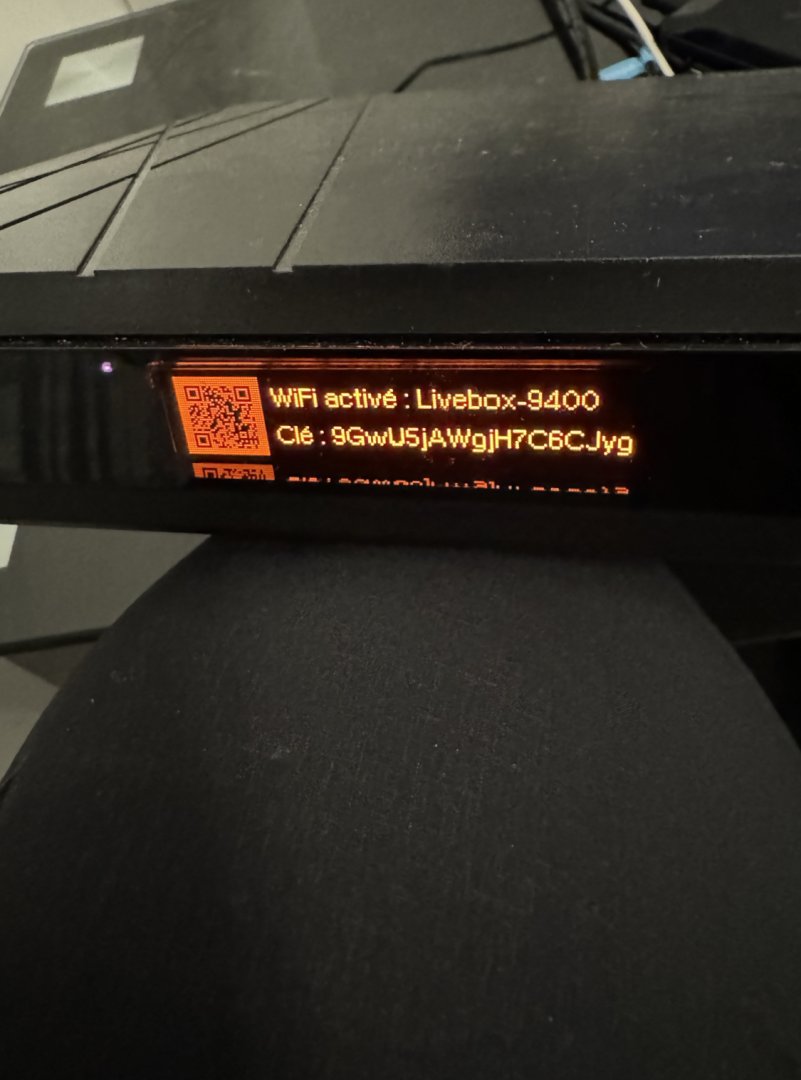 WiFi activé : Livebox-9400
Clé : 9GwU5jAWgjH7C6CJyg